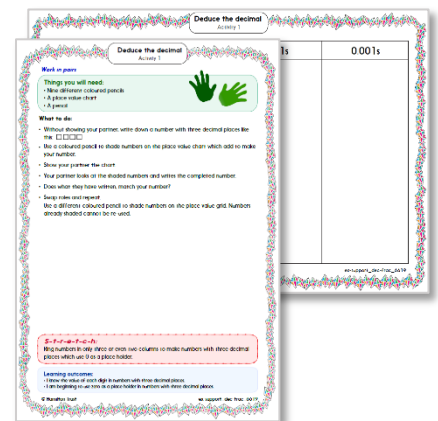 Deduce the decimal
Activity 1
1s
0.001s
Deduce the decimal
Activity 1
Work in pairs
Things you will need:
• Nine different coloured pencils
• A place value chart
• A pencil
What to do:
• Without showing your partner, write down a number with three decimal places like
this: □.□□□
• Use a coloured pencil to shade numbers on the place value chart which add to make
your number.
• Show your partner the chart.
• Your partner looks at the shaded numbers and writes the completed number.
• Does what they have written match your number?
• Swap roles and repeat.
Use a different coloured pencil to shade numbers on the place value grid. Numbers
already shaded cannot be re-used.
S-t-r-e-t-c-h:
Ring numbers in only three or even two columns to make numbers with three decimal
places which use 0 as a place holder.
Learning outcomes:
• I know the value of each digit in numbers with three decimal places.
• I am beginning to use zero as a place holder in numbers with three decimal places.
© Hamilton Trust
ex-support_dec-frac_6619
ex-support_dec-frac_6619